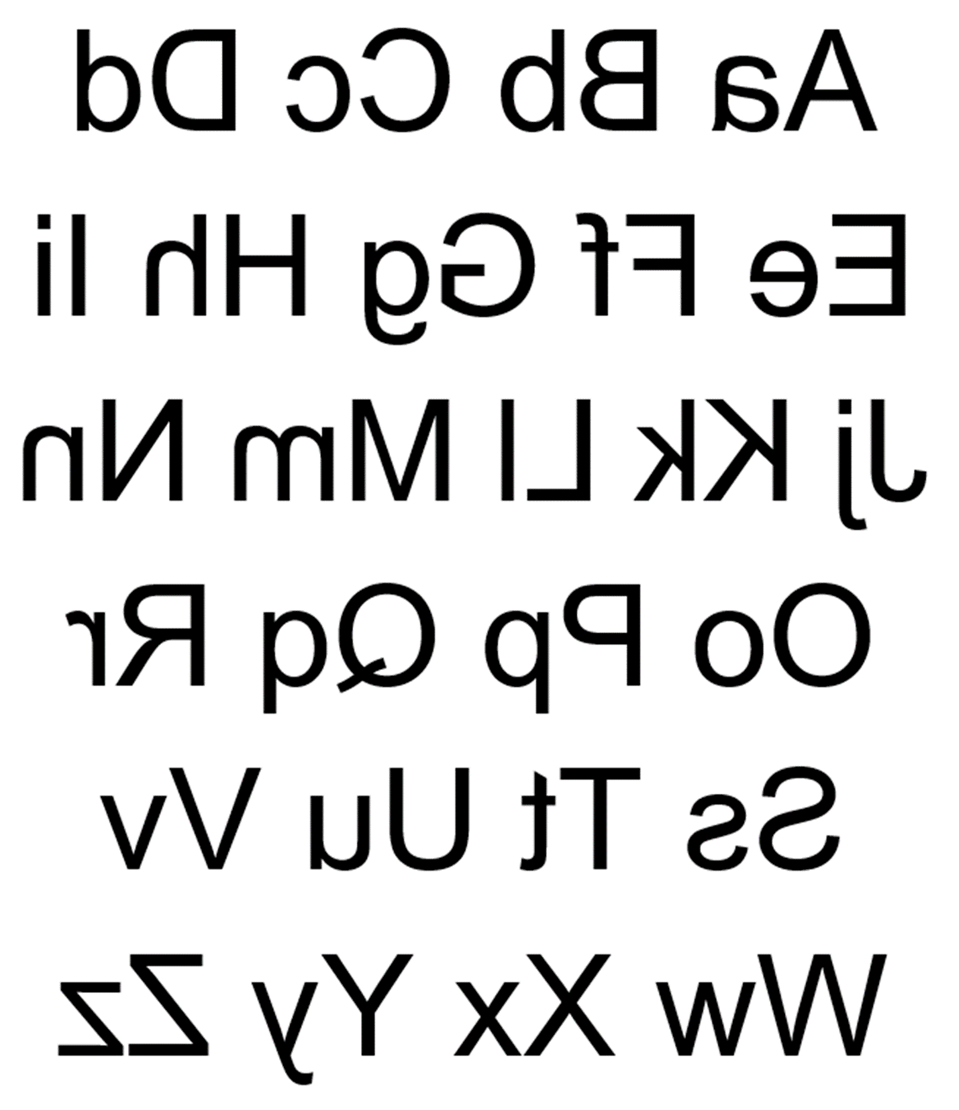 Aa Bb Cc Dd
Ee Ff Gg Hh Ii
Jj Kk Ll Mm Nn
Oo Pp Qq Rr
Ss Tt Uu Vv
Ww Xx Yy Zz